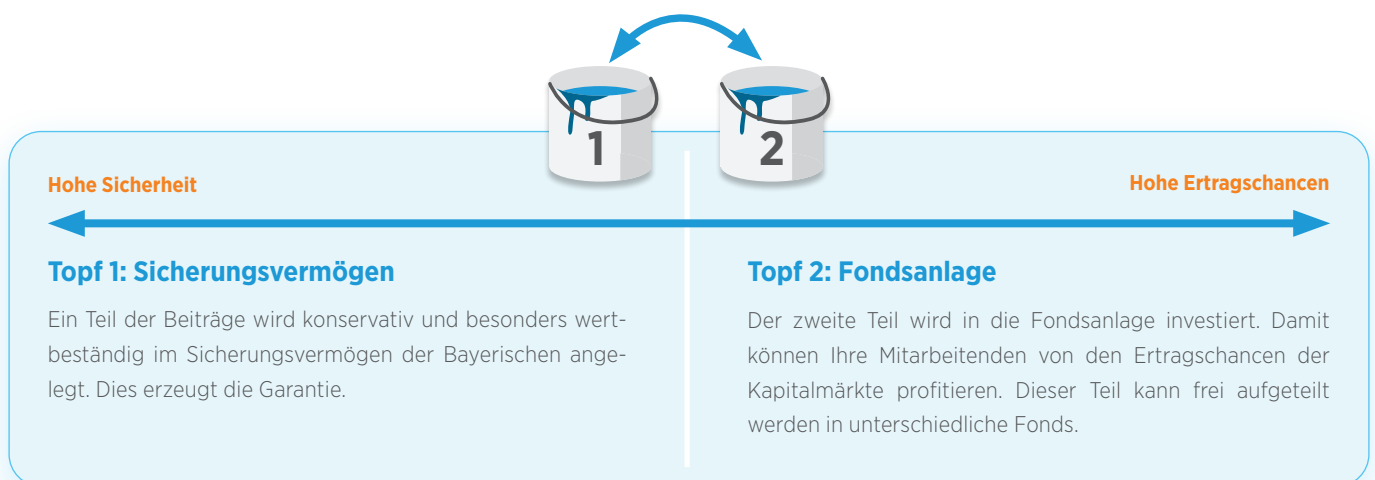 1
2
Hohe Sicherheit
Hohe Ertragschancen
Topf 1: Sicherungsvermögen
Ein Teil der Beiträge wird konservativ und besonders wert-
beständig im Sicherungsvermögen der Bayerischen ange-
legt. Dies erzeugt die Garantie.
Topf 2: Fondsanlage
Der zweite Teil wird in die Fondsanlage investiert. Damit
können Ihre Mitarbeitenden von den Ertragschancen der
Kapitalmärkte profitieren. Dieser Teil kann frei aufgeteilt
werden in unterschiedliche Fonds.